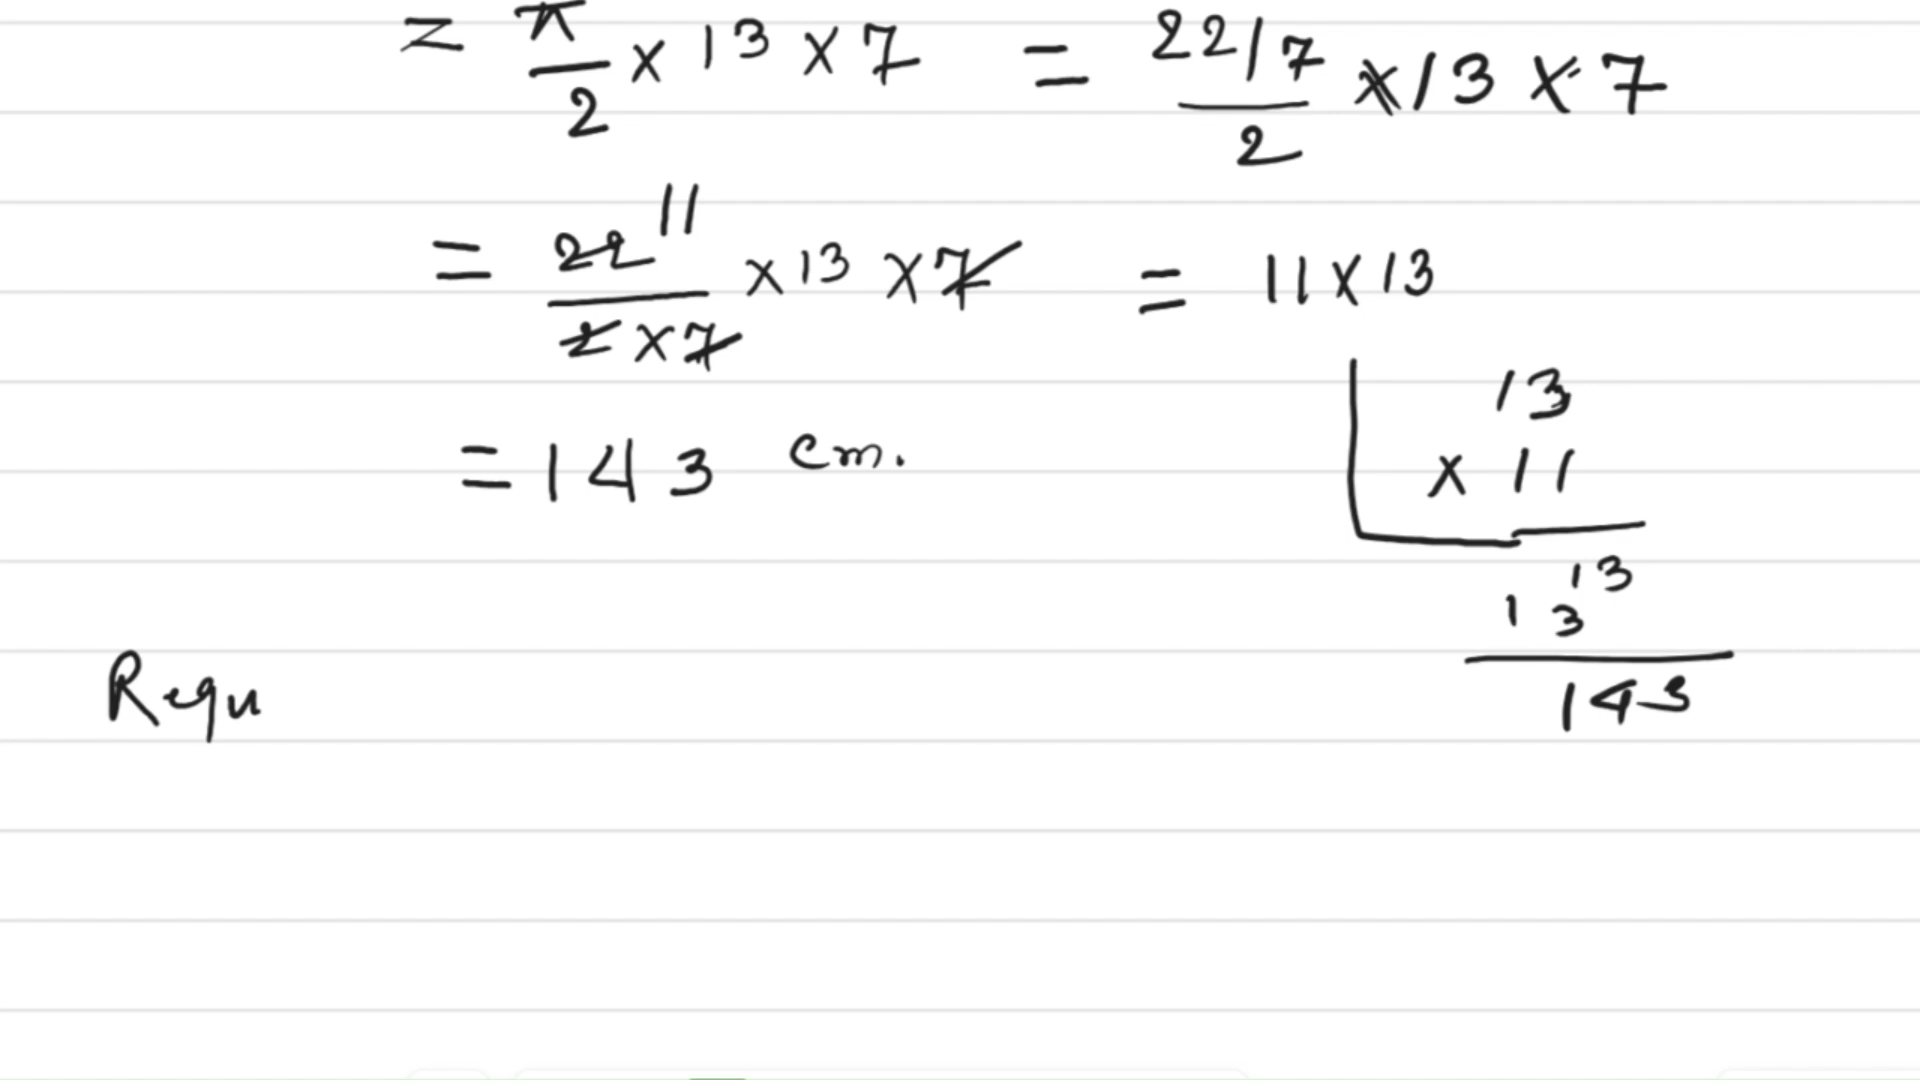 = π/2 × 13 × 7 = 22/7/2 × 13 × 7
= 22 11/2 × 7 × 13 × 7 = 11 × 13
13
= 143 cm.
× 11
13
13
Requ
143